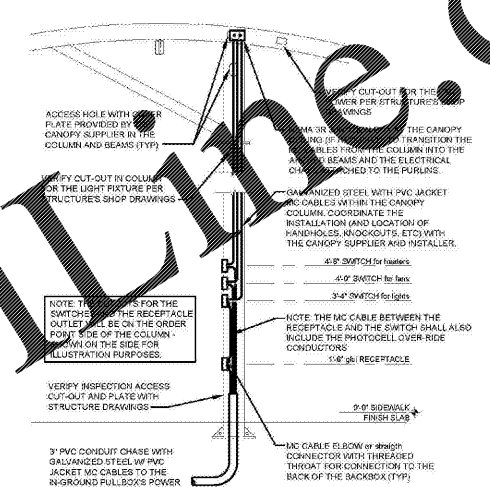 VERIFY CUT-OUT FOR THE
POWER PER STRUCTURE'S SHOP
DRAWINGS
ACCESS HOLE WITH COVER
PLATE PROVIDED BY THE
CANOPY SUPPLIER IN THE
COLUMN AND BEAMS (TYP)
AT THE CANOPY
TO TRANSITION THE
CABLES FROM THE COLUMN INTO THE
BEAMS AND THE ELECTRICAL
ATTACHED TO THE PURLINS.
VERIFY CUT-OUT IN COLUMN
FOR THE LIGHT FIXTURE PER
STRUCTURE'S SHOP DRAWINGS
GALVANIZED STEEL WITH PVC JACKET
MC CABLES WITHIN THE CANOPY
COLUMN. COORDINATE THE
INSTALLATION (AND LOCATION OF
HANDHOLES, KNOCKOUTS, ETC) WITH
THE CANOPY SUPPLIER AND INSTALLER.
4'-8" SWITCH for heaters
4'-0" SWITCH for fans
3'-4" SWITCH for lights
NOTE: THE FOR THE
SWITCHES AND THE RECEPTACLE
OUTLET WILL BE ON THE ORDER
POINT SIDE OF THE COLUMN -
SHOWN ON THE SIDE FOR
ILLUSTRATION PURPOSES.
NOTE: THE MC CABLE BETWEEN THE
RECEPTACLE AND THE SWITCH SHALL ALSO
INCLUDE THE PHOTOCELL OVER-RIDE
CONDUCTORS
1'-6" gfci RECEPTACLE
VERIFY INSPECTION ACCESS
CUT-OUT AND PLATE WITH
STRUCTURE DRAWINGS
0'-0" SIDEWALK
FINISH SLAB
3" PVC CONDUIT CHASE WITH
GALVANIZED STEEL W/ PVC
JACKET MC CABLES TO THE
IN-GROUND PULLBOX'S POWER
MC CABLE ELBOW or straigth
CONNECTOR WITH THREADED
THROAT FOR CONNECTION TO THE
BACK OF THE BACKBOX (TYP)
iLine.